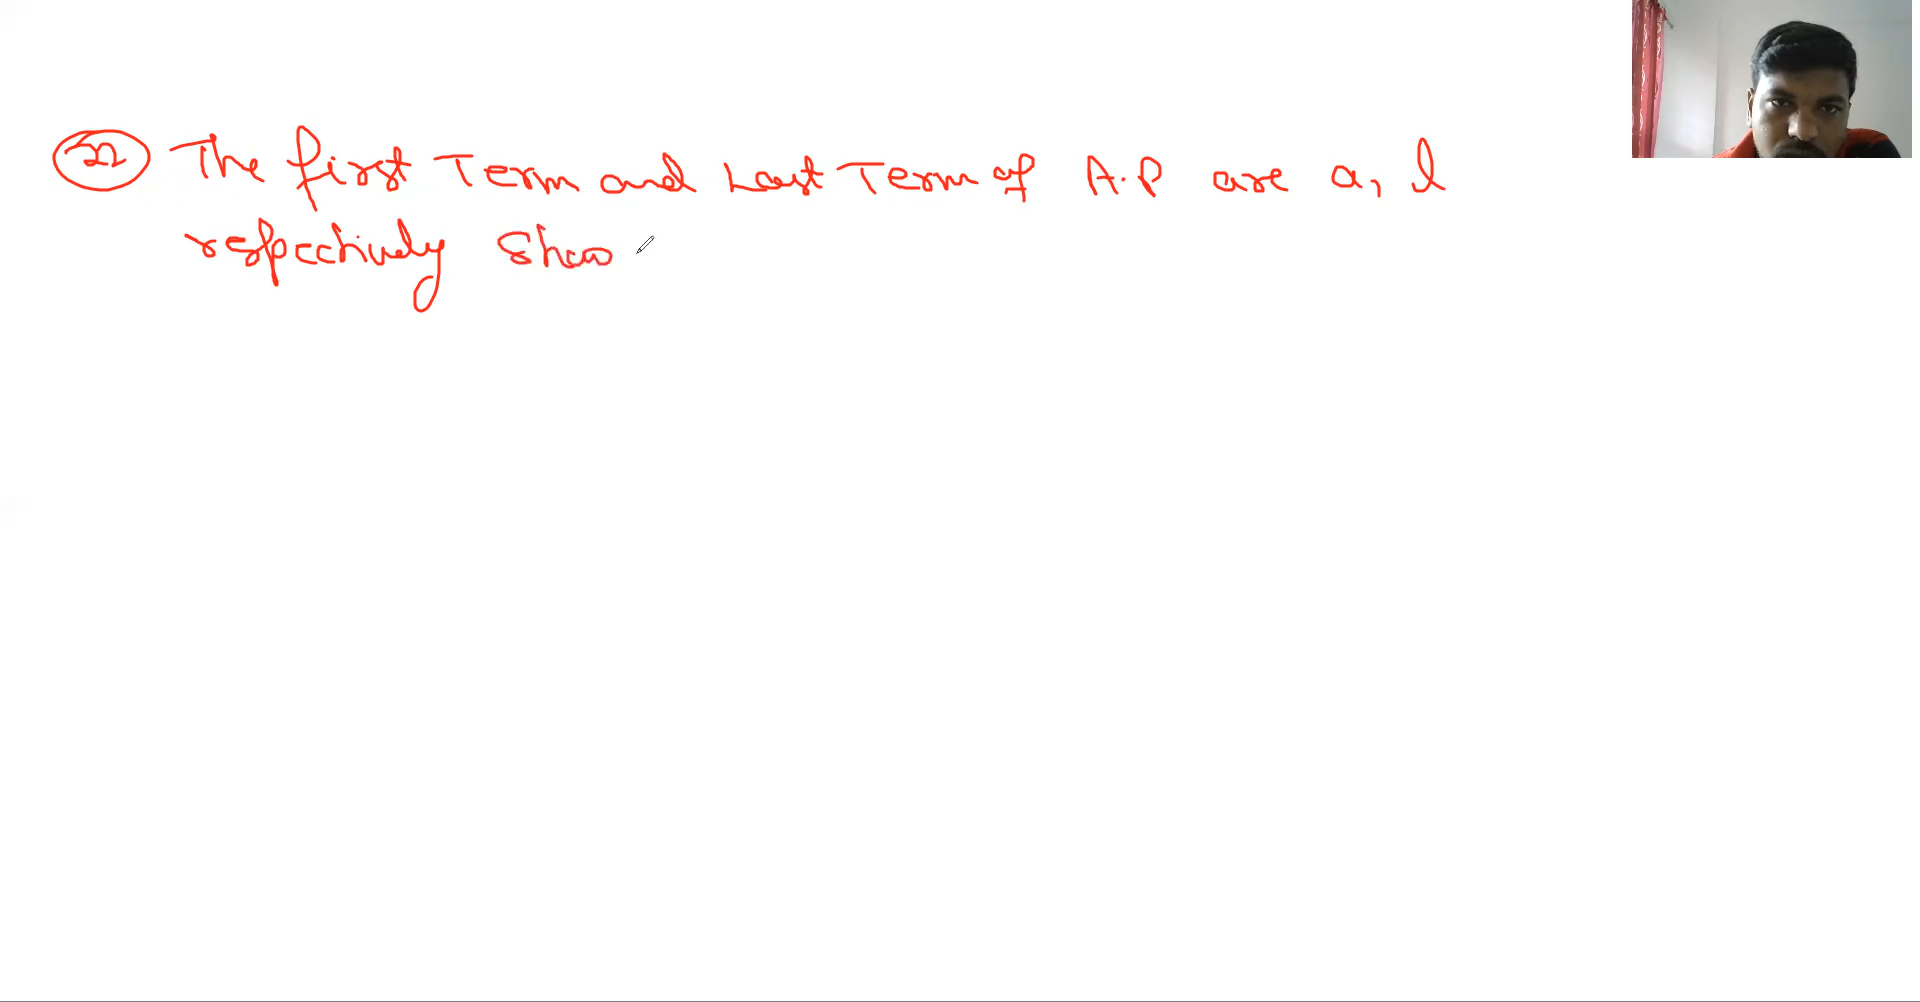 22 The first Term and Last Term of A.P are a, l
respectively show